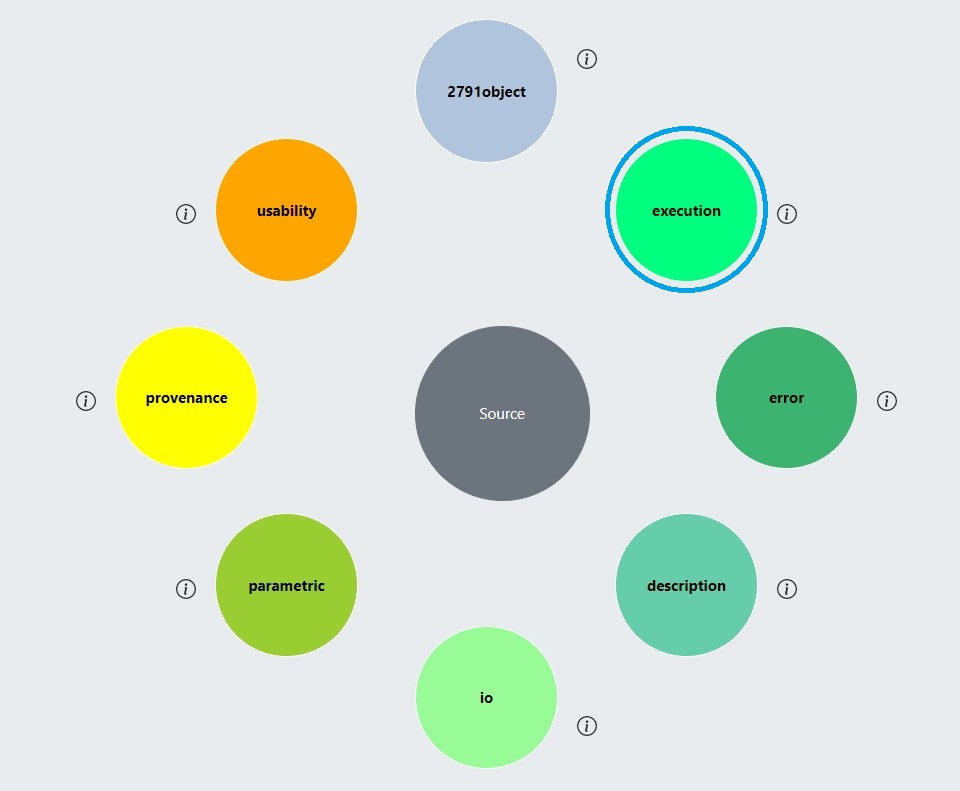 2791object
usability
execution
provenance
Source
error
parametric
description
io